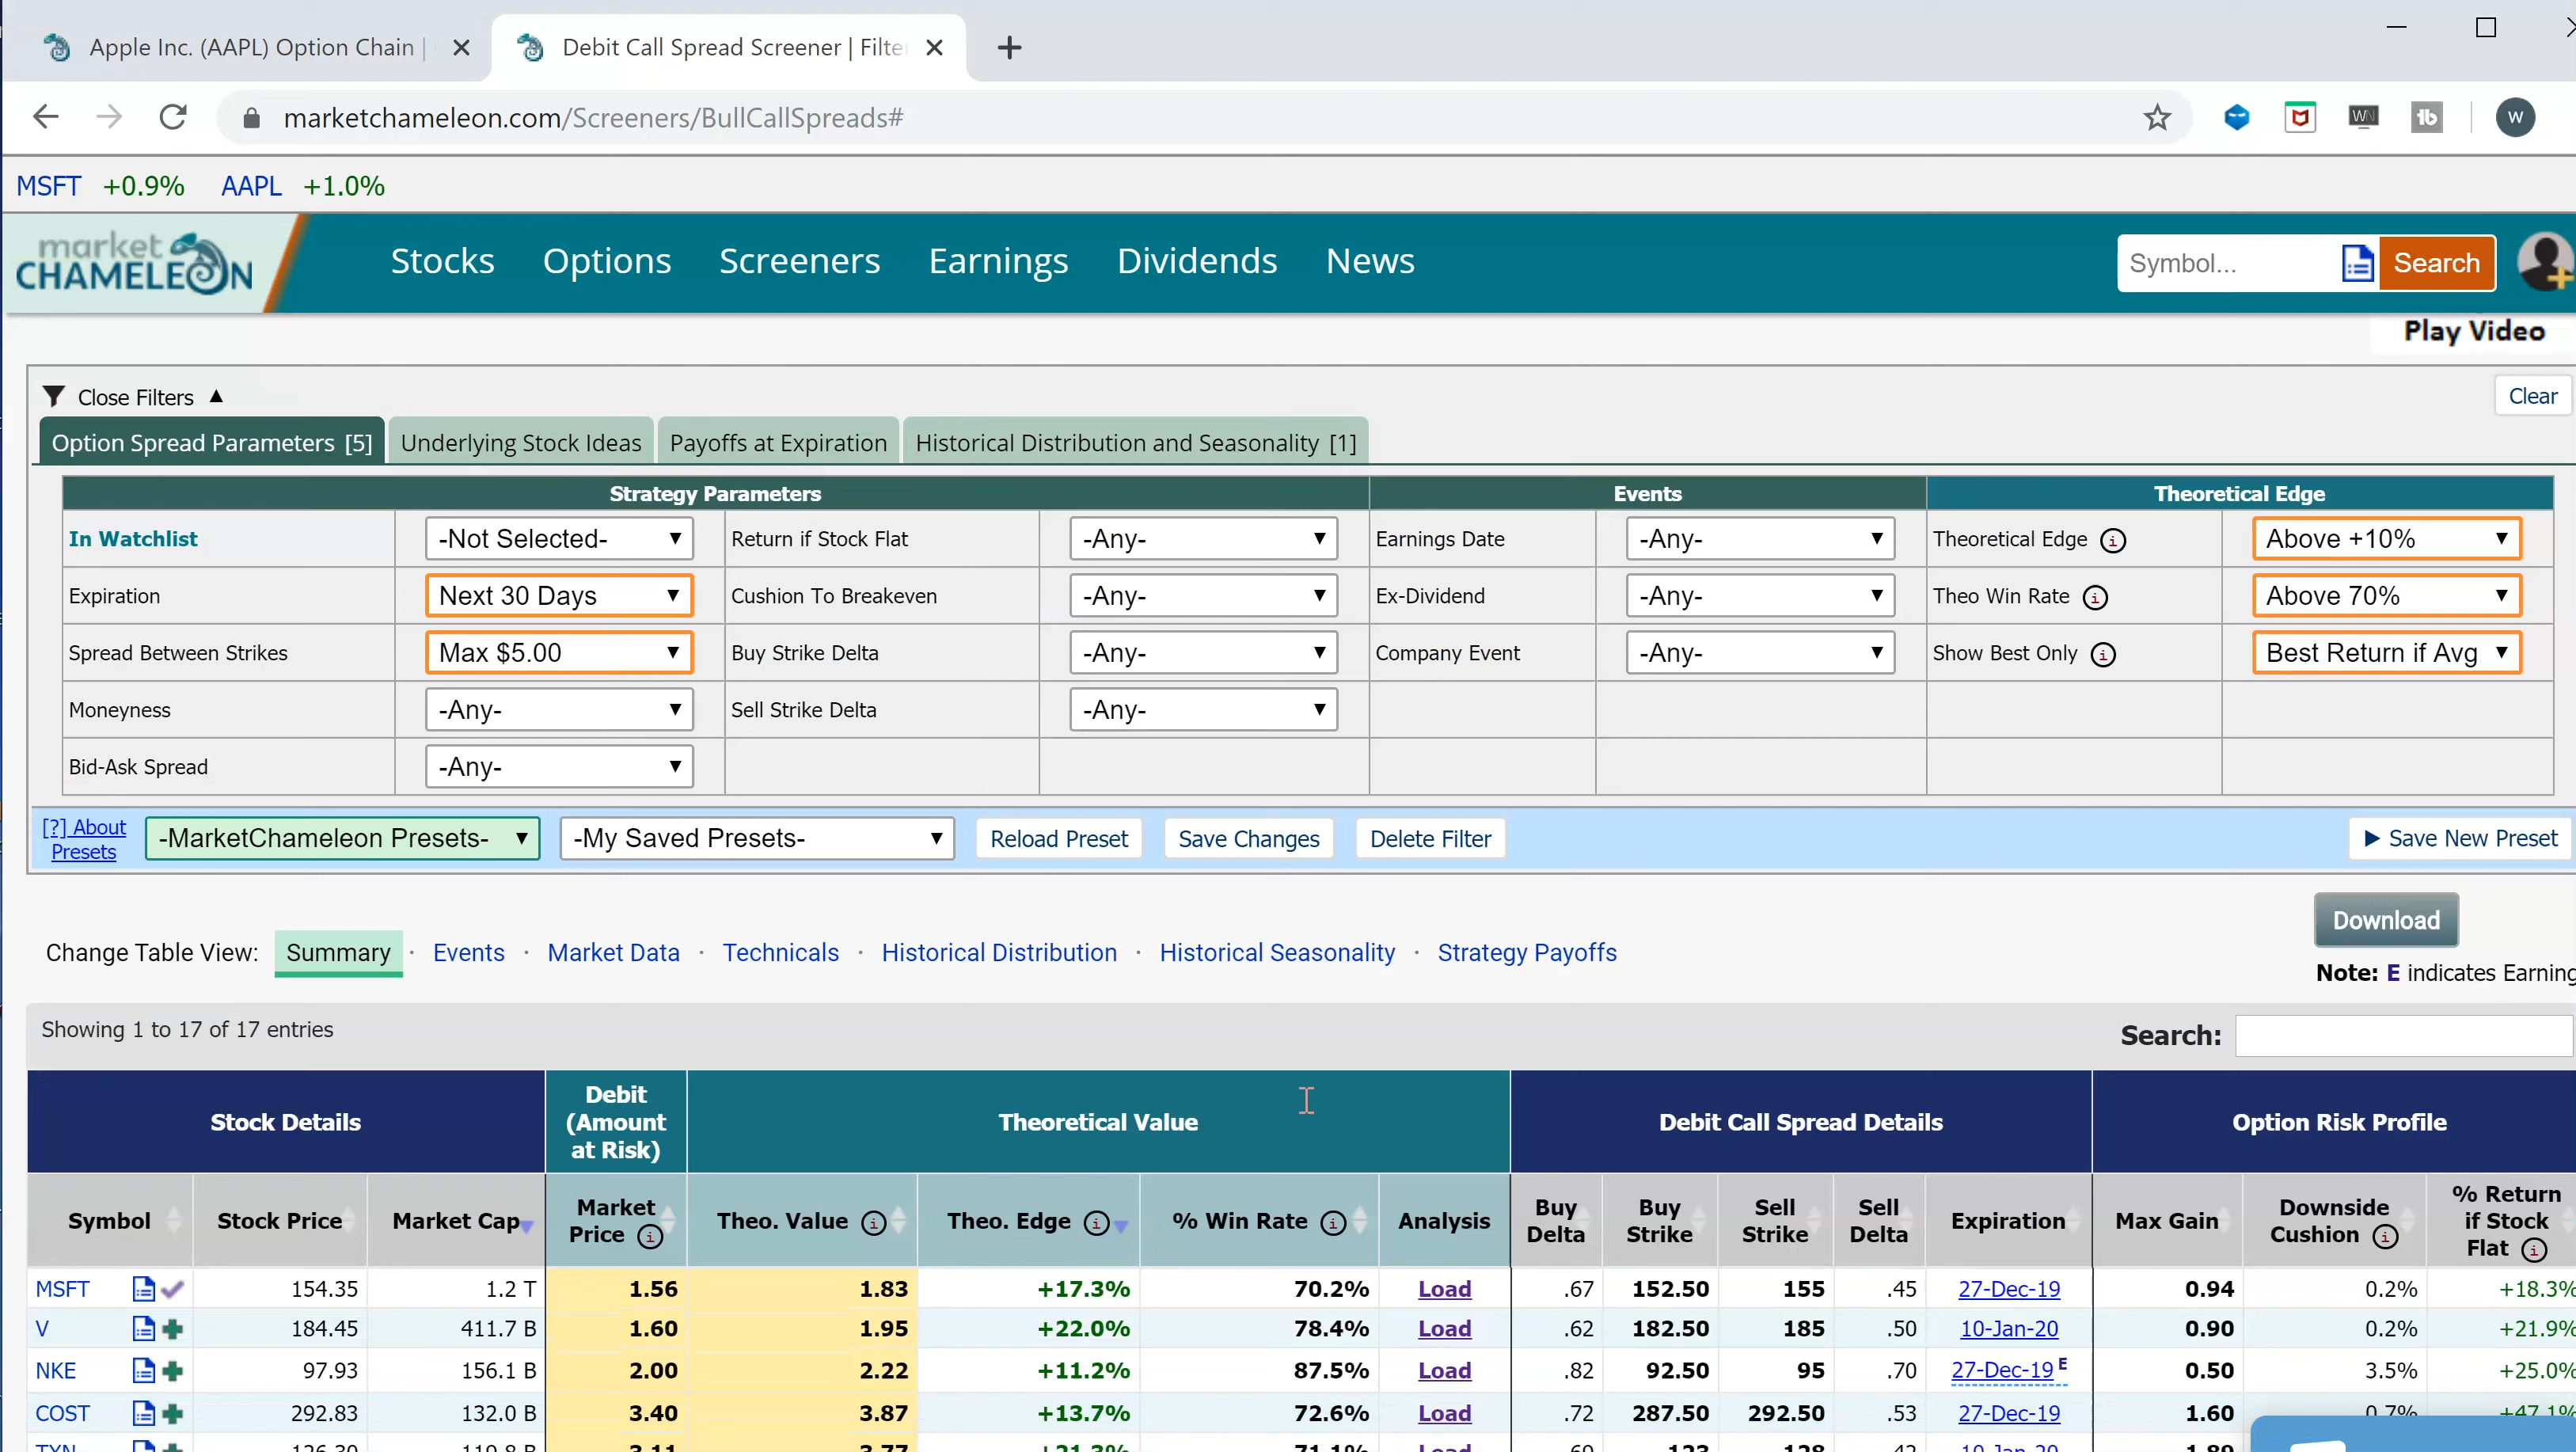 Apple Inc. (AAPL) Option Chain |
Debit Call Spread Screener | Filte
marketchameleon.com/Screeners/BullCallSpreads#
W
MSFT +0.9% AAPL +1.0%
market
CHAMELEON
Stocks Options Screeners Earnings Dividends News
Symbol... Search
Play Video
Close Filters ▲ Clear
Option Spread Parameters [5] Underlying Stock Ideas Payoffs at Expiration Historical Distribution and Seasonality [1]
Strategy Parameters Events Theoretical Edge
In Watchlist -Not Selected- Return if Stock Flat -Any- Earnings Date -Any- Theoretical Edge i Above +10%
Expiration Next 30 Days Cushion To Breakeven -Any- Ex-Dividend -Any- Theo Win Rate i Above 70%
Spread Between Strikes Max $5.00 Buy Strike Delta -Any- Company Event -Any- Show Best Only i Best Return if Avg
Moneyness -Any- Sell Strike Delta -Any-
Bid-Ask Spread -Any-
[?] About
Presets
-MarketChameleon Presets- -My Saved Presets- Reload Preset Save Changes Delete Filter ▶ Save New Preset
Download
Change Table View: Summary · Events · Market Data · Technicals · Historical Distribution · Historical Seasonality · Strategy Payoffs
Note: E indicates Earning
Showing 1 to 17 of 17 entries
Search:
Stock Details Debit (Amount at Risk) Theoretical Value Debit Call Spread Details Option Risk Profile
Symbol Stock Price Market Cap Market Price i Theo. Value i Theo. Edge i % Win Rate i Analysis Buy Delta Buy Strike Sell Strike Sell Delta Expiration Max Gain Downside Cushion i % Return if Stock Flat i
MSFT 154.35 1.2 T 1.56 1.83 +17.3% 70.2% Load .67 152.50 155 .45 27-Dec-19 0.94 0.2% +18.3%
V 184.45 411.7 B 1.60 1.95 +22.0% 78.4% Load .62 182.50 185 .50 10-Jan-20 0.90 0.2% +21.9%
NKE 97.93 156.1 B 2.00 2.22 +11.2% 87.5% Load .82 92.50 95 .70 27-Dec-19 E 0.50 3.5% +25.0%
COST 292.83 132.0 B 3.40 3.87 +13.7% 72.6% Load .72 287.50 292.50 .53 27-Dec-19 1.60 0.7% +47.1%